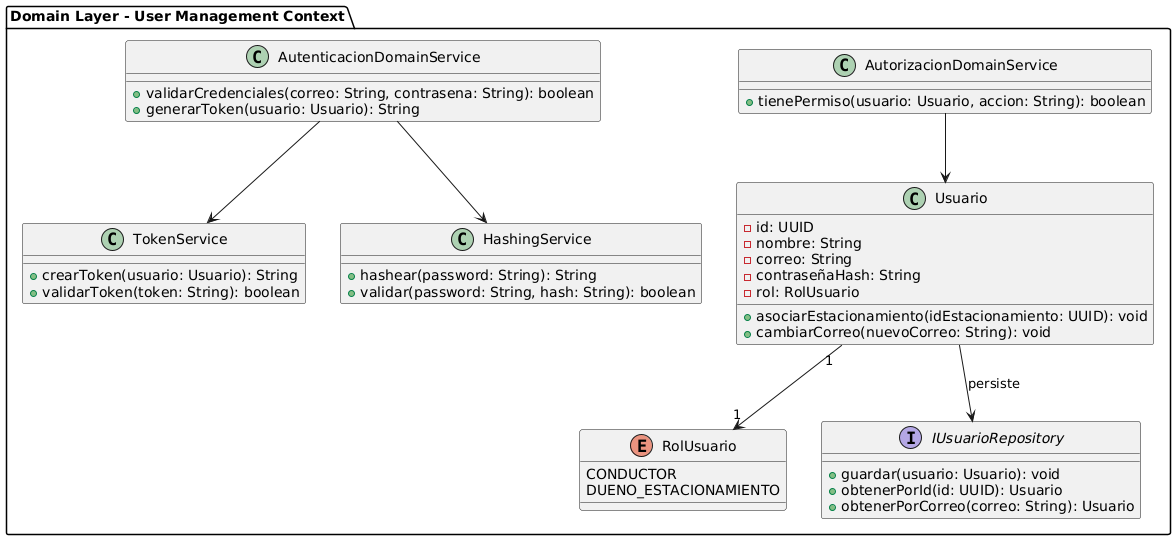 Domain Layer - User Management Context
C AutenticacionDomainService
validarCredenciales(correo: String, contrasena: String): boolean
generarToken(usuario: Usuario): String
C AutorizacionDomainService
tienePermiso(usuario: Usuario, accion: String): boolean
C TokenService
crearToken(usuario: Usuario): String
validarToken(token: String): boolean
C HashingService
hashear(password: String): String
validar(password: String, hash: String): boolean
C Usuario
id: UUID
nombre: String
correo: String
contraseñaHash: String
rol: RolUsuario
asociarEstacionamiento(idEstacionamiento: UUID): void
cambiarCorreo(nuevoCorreo: String): void
1
persiste
1
E RolUsuario
CONDUCTOR
DUENO_ESTACIONAMIENTO
I IUsuarioRepository
guardar(usuario: Usuario): void
obtenerPorId(id: UUID): Usuario
obtenerPorCorreo(correo: String): Usuario